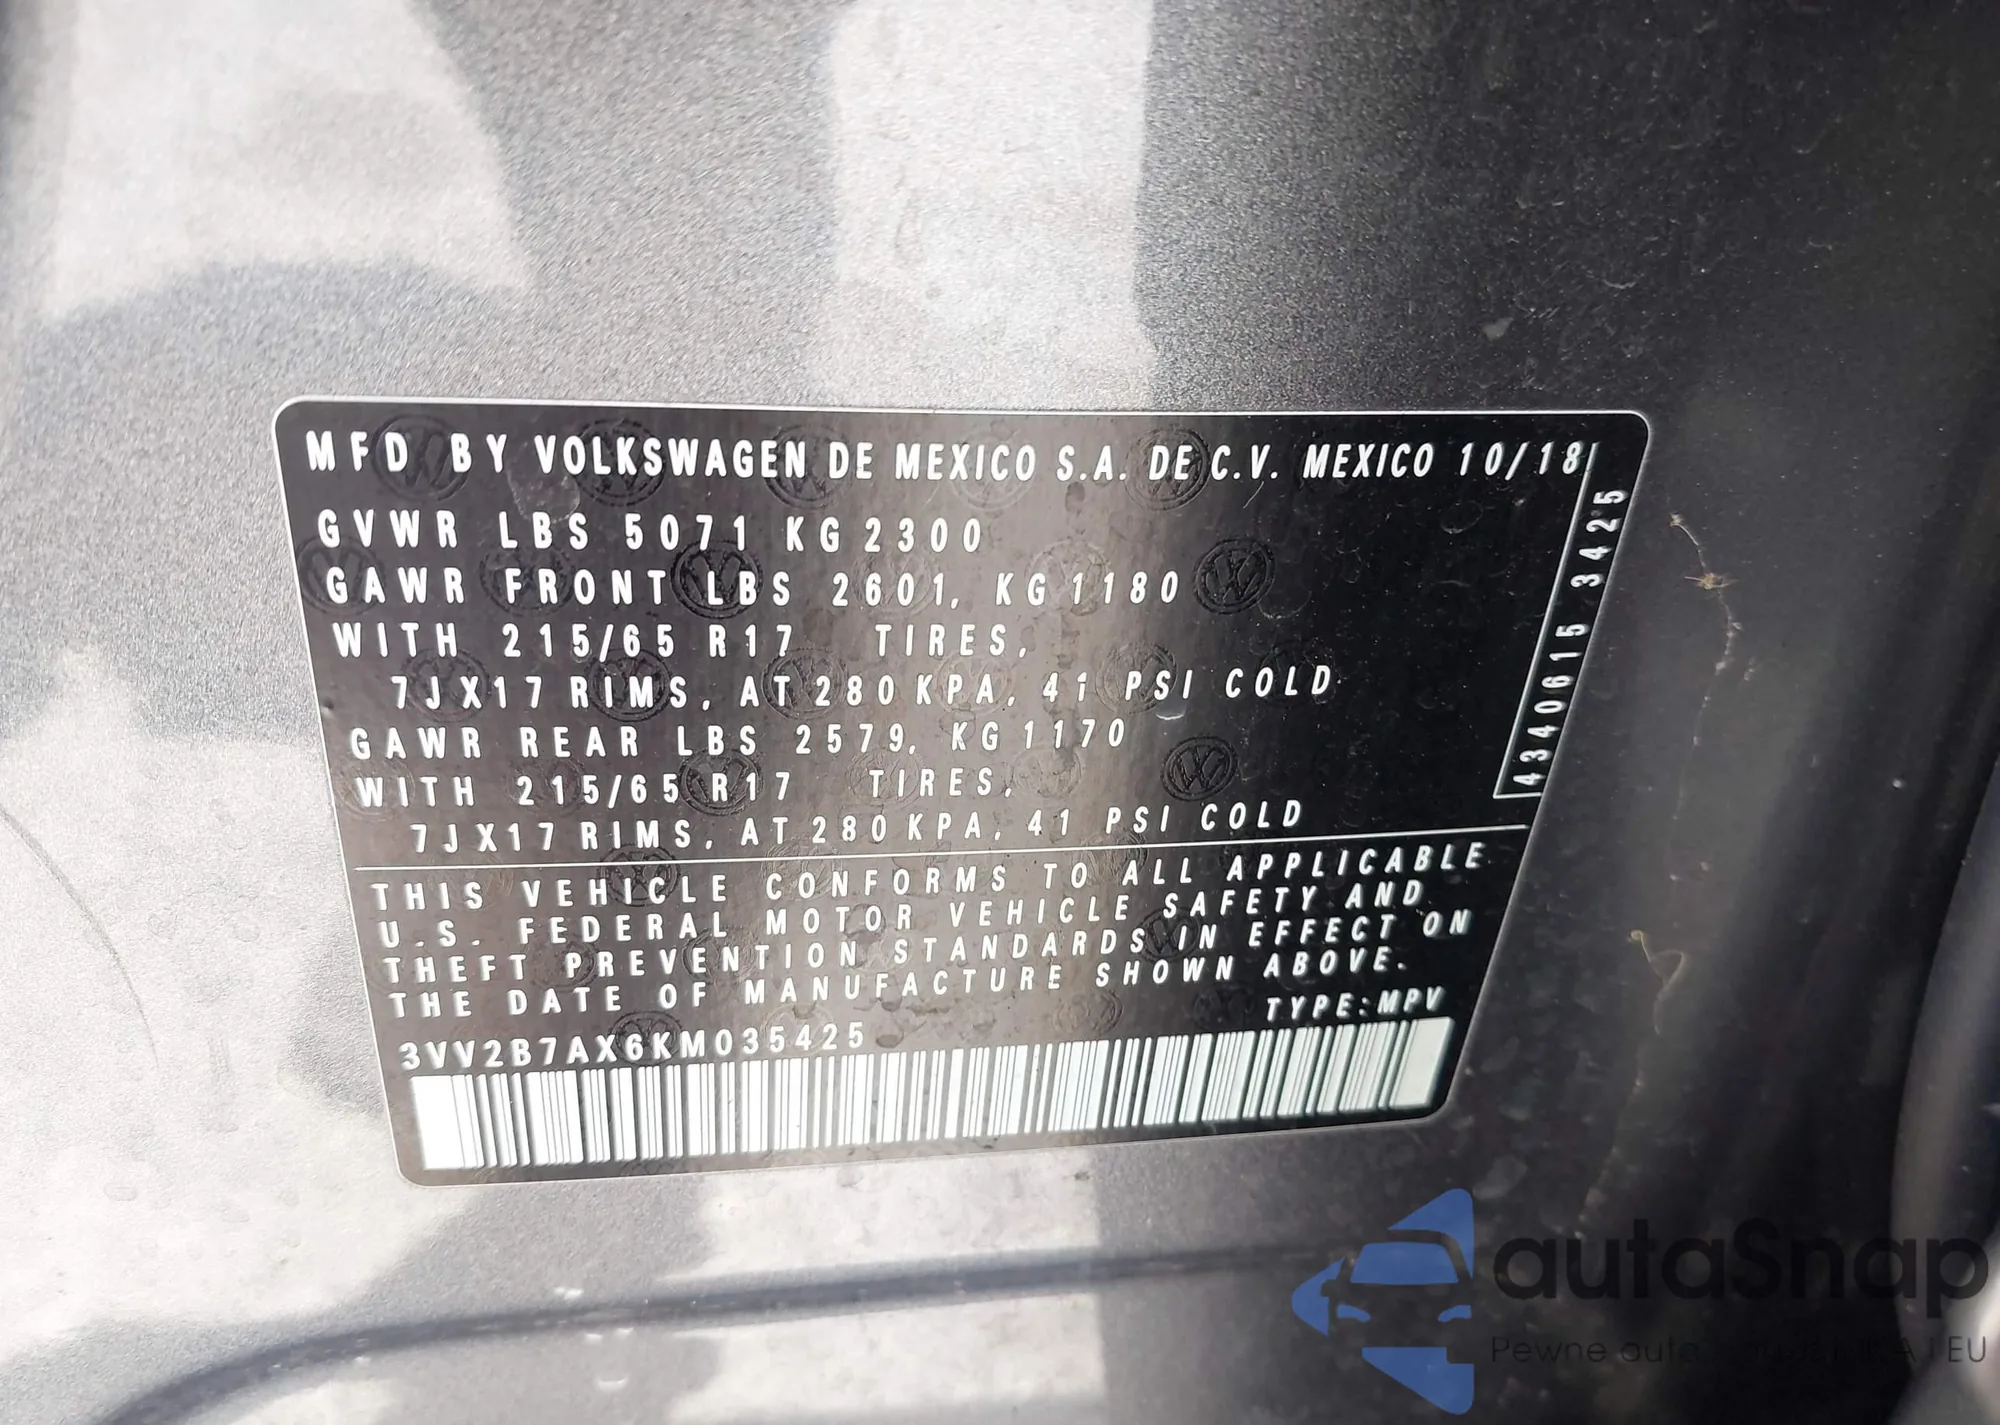 MFD BY VOLKSWAGEN DE MEXICO S.A. DE C.V. MEXICO 10/18
GVWR LBS 5071 KG 2300
GAWR FRONT LBS 2601, KG 1180
WITH 215/65 R17 TIRES,
7JX17 RIMS, AT 280 KPA, 41 PSI COLD
GAWR REAR LBS 2579, KG 1170
WITH 215/65 R17 TIRES,
7JX17 RIMS, AT 280 KPA, 41 PSI COLD
4340615 3425
THIS VEHICLE CONFORMS TO ALL APPLICABLE
U.S. FEDERAL MOTOR VEHICLE SAFETY AND
THEFT PREVENTION STANDARDS IN EFFECT ON
THE DATE OF MANUFACTURE SHOWN ABOVE.
TYPE: MPV
3VV2B7AX6KM035425
autaSnap
Pewne auta EU